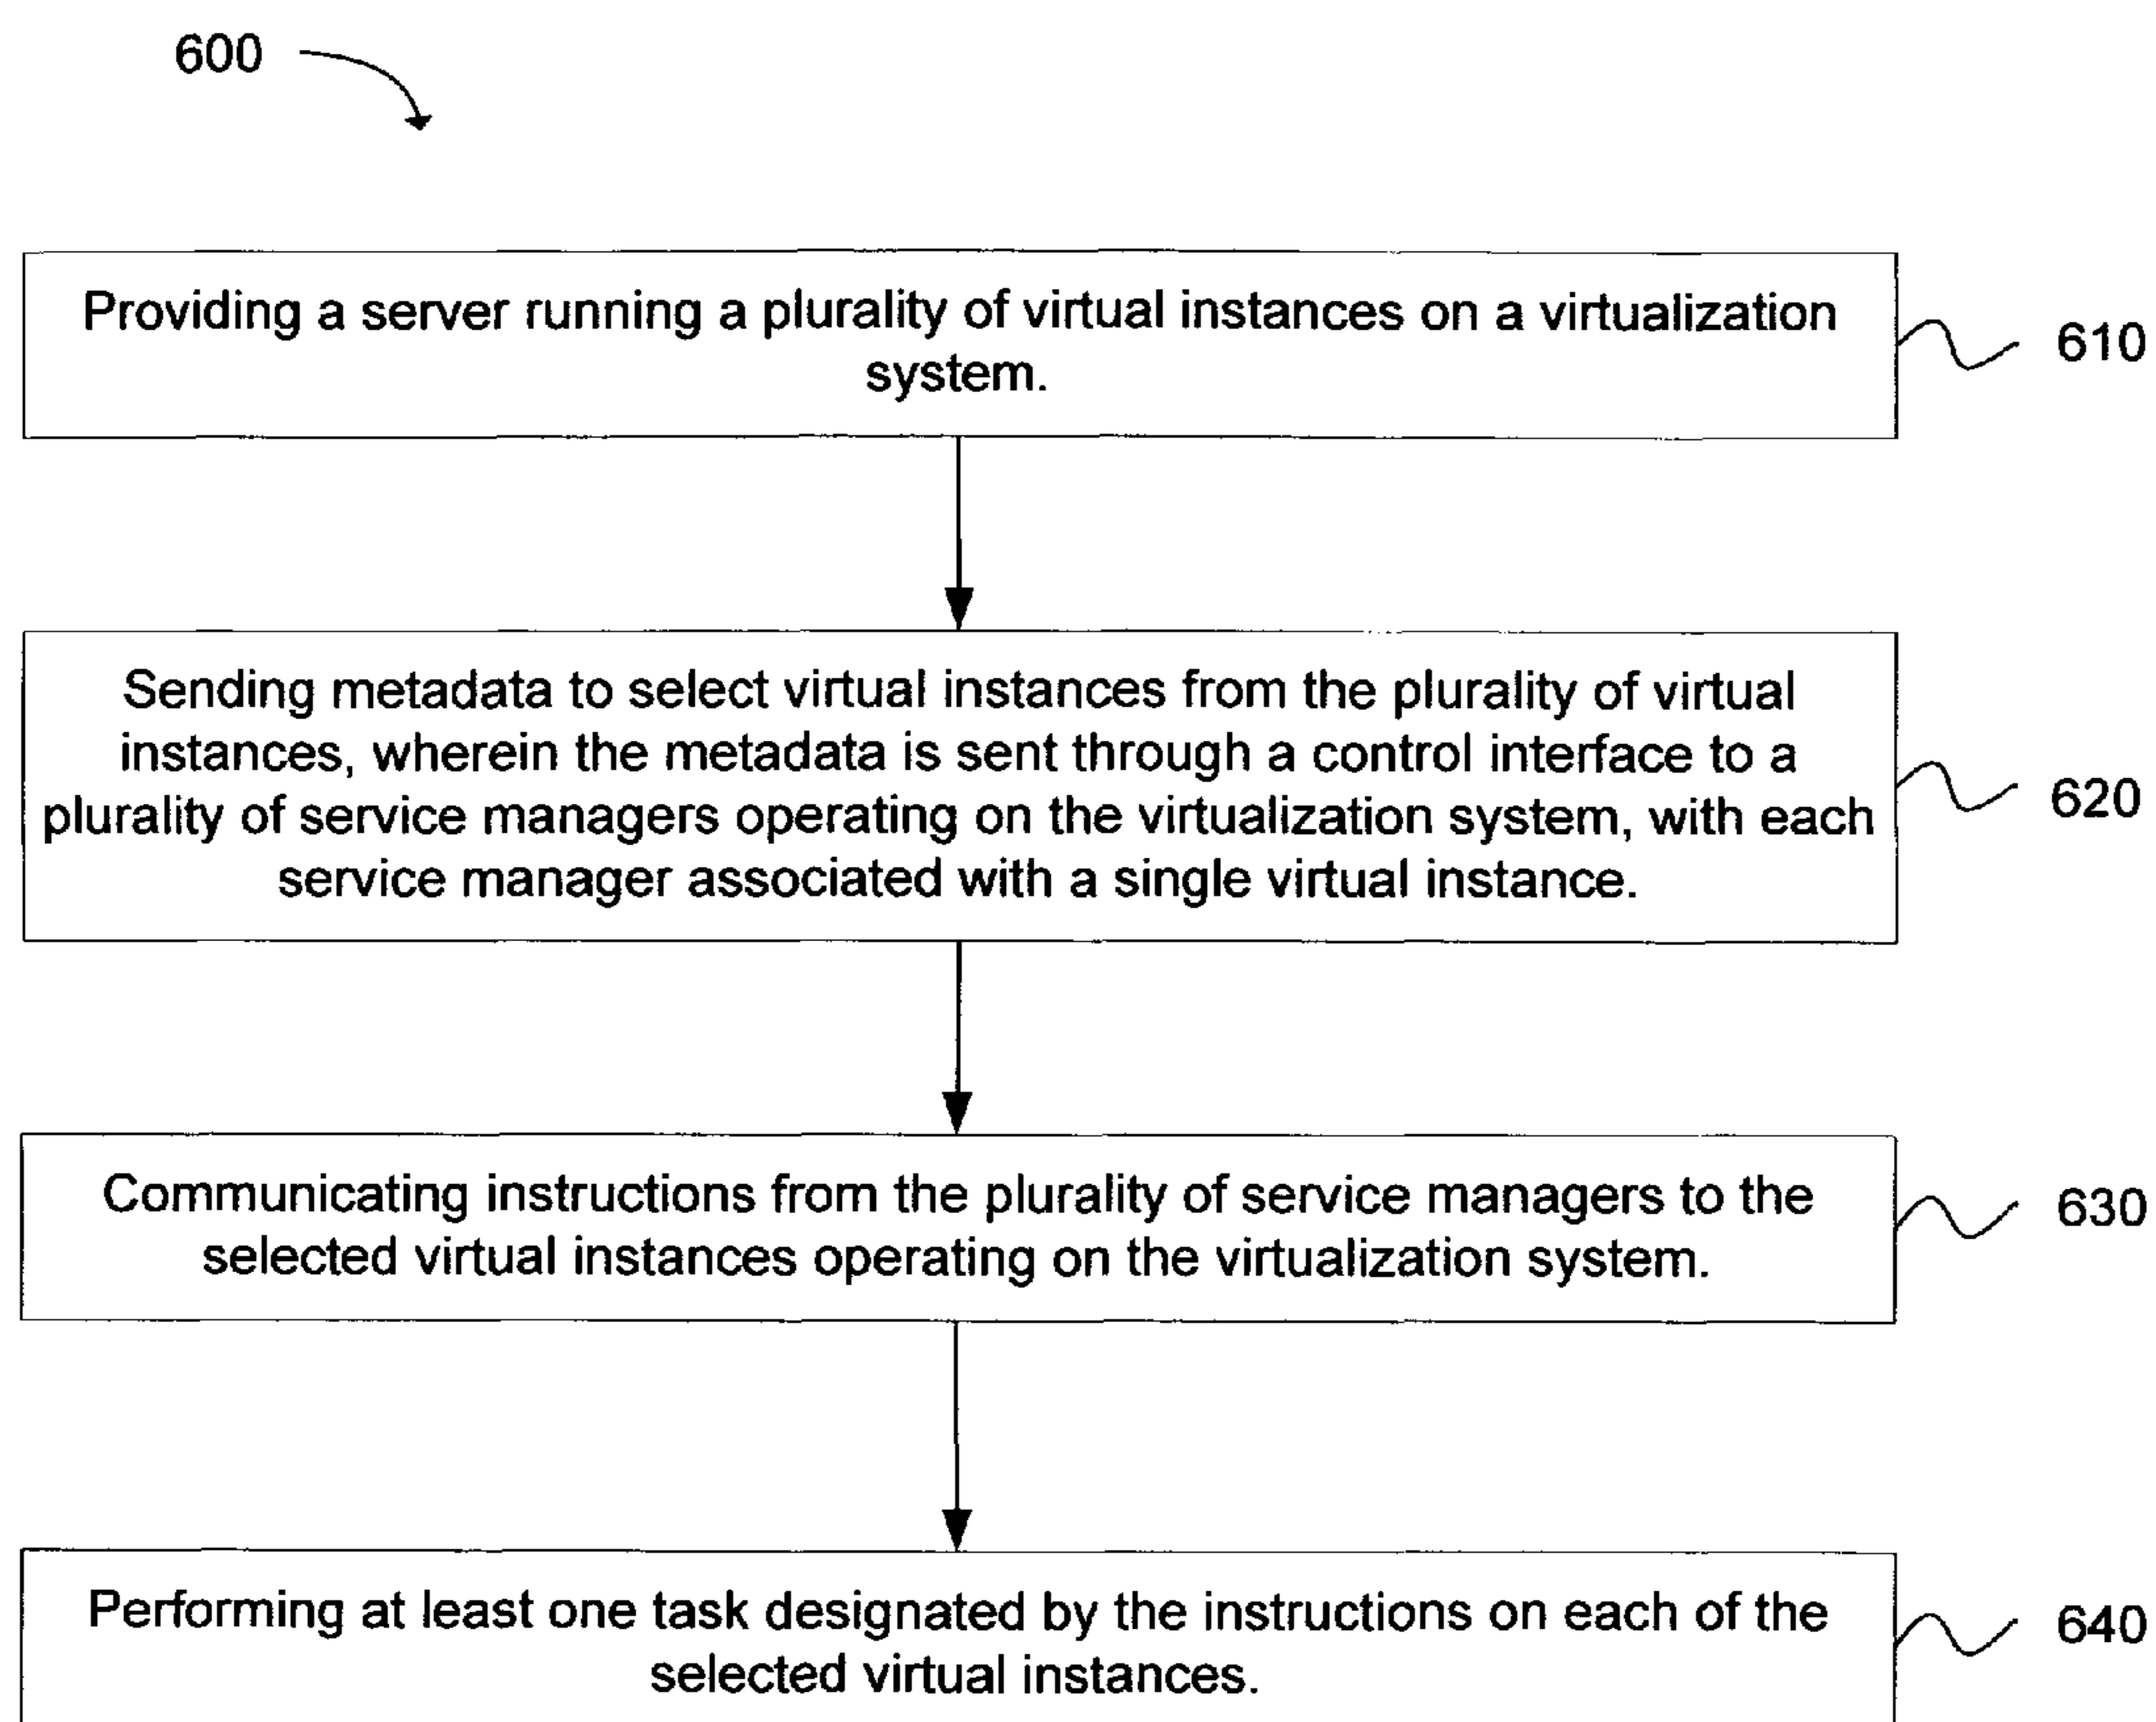 600
Providing a server running a plurality of virtual instances on a virtualization
system.
610
Sending metadata to select virtual instances from the plurality of virtual
instances, wherein the metadata is sent through a control interface to a
plurality of service managers operating on the virtualization system, with each
service manager associated with a single virtual instance.
620
Communicating instructions from the plurality of service managers to the
selected virtual instances operating on the virtualization system.
630
Performing at least one task designated by the instructions on each of the
selected virtual instances.
640